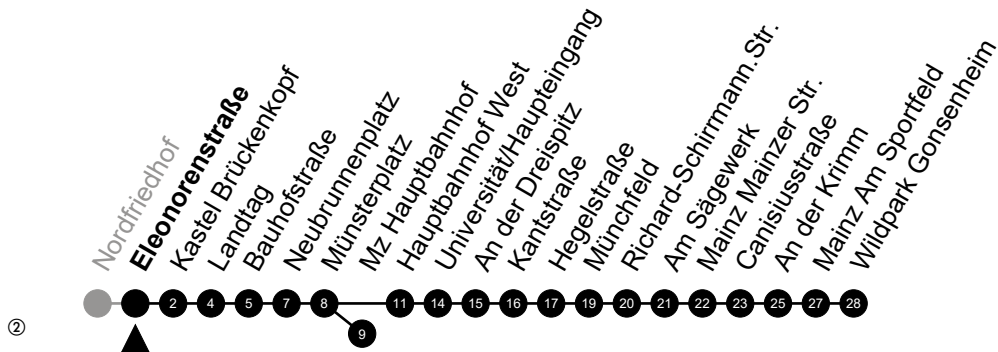 Nordfriedhof
Eleonorenstraße
Kastel Brückenkopf
Landtag
Bauhofstraße
Neubrunnenplatz
Münsterplatz
Mz Hauptbahnhof
Hauptbahnhof West
Universität/Haupteingang
An der Dreispitz
Kantstraße
Hegelstraße
Münchfeld
Richard-Schirrmann.Str.
Am Sägewerk
Mainz Mainzer Str.
Canisiusstraße
An der Krimm
Mainz Am Sportfeld
Wildpark Gonsenheim
2 4 5 7 8 11 14 15 16 17 19 20 21 22 23 25 27 28
9
②